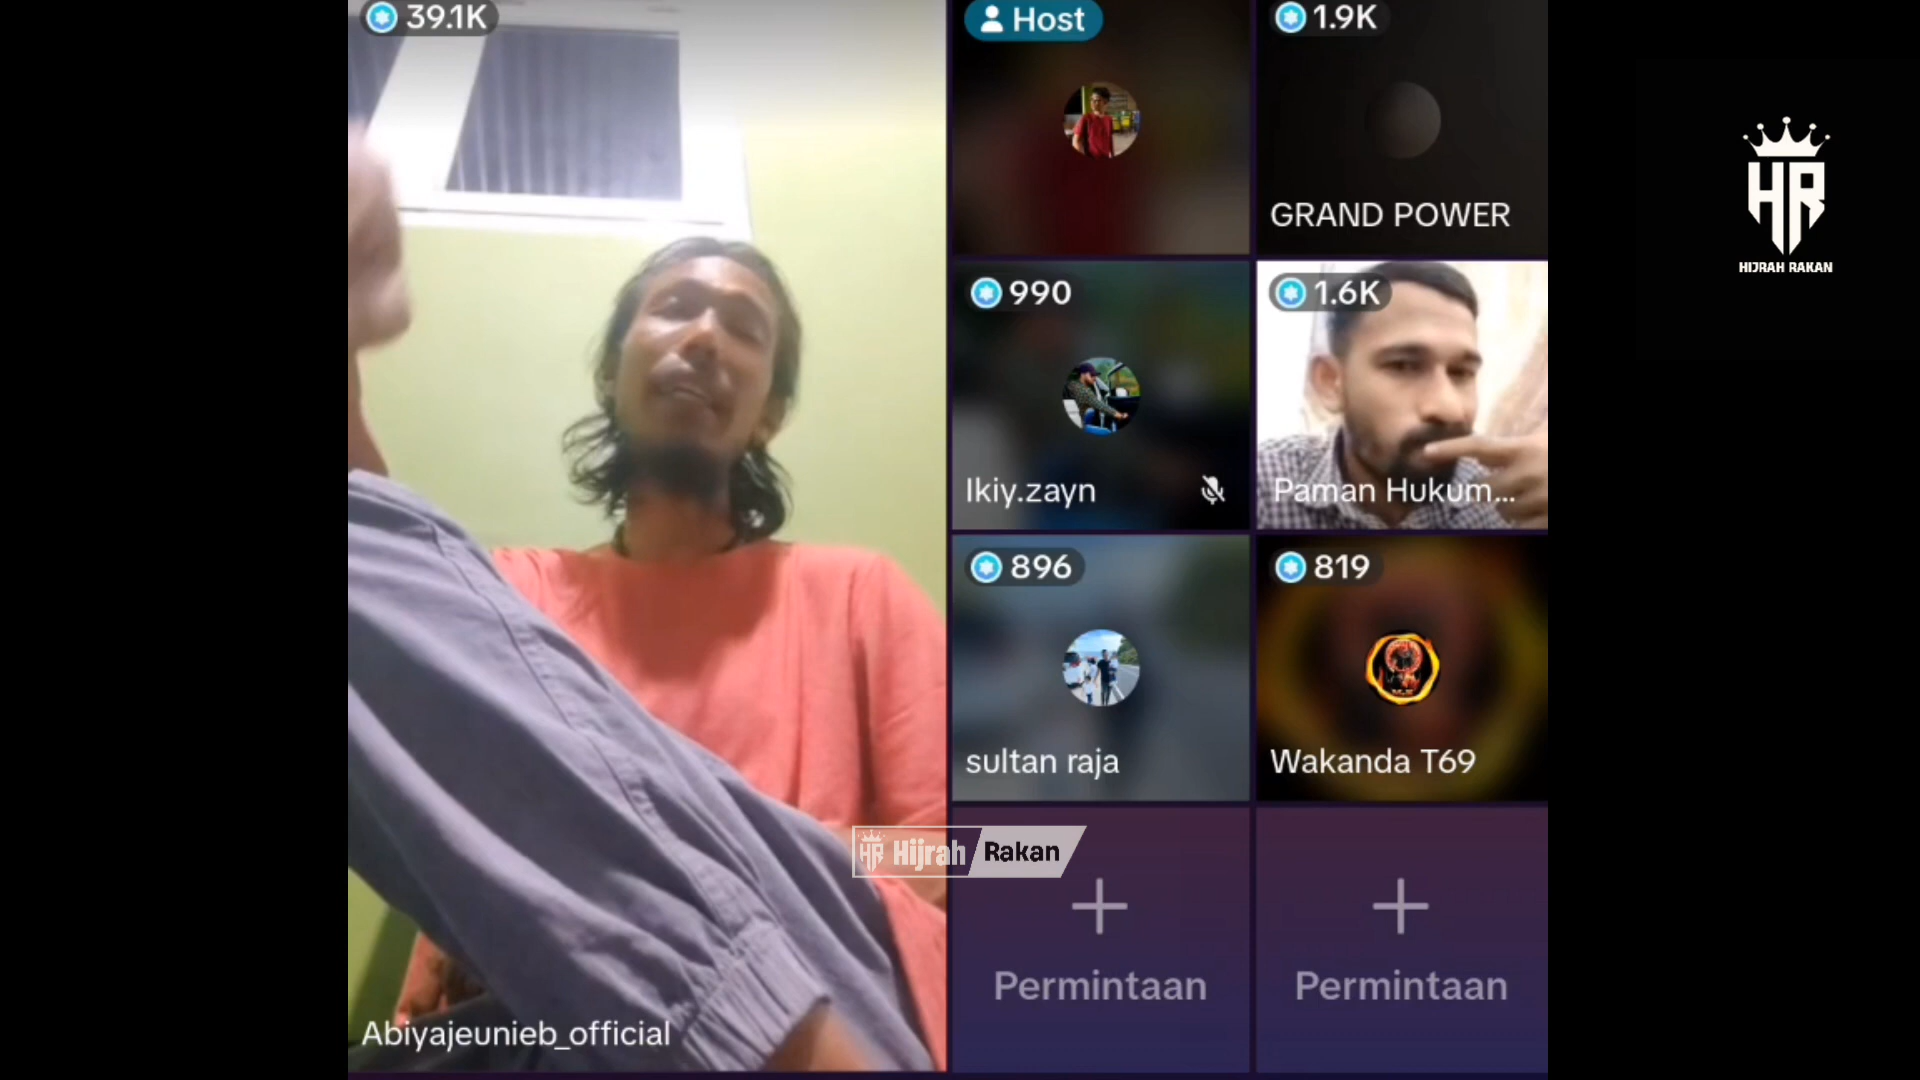 39.1K
Host
1.9K
GRAND POWER
HIJRAH RAKAN
990
1.6K
Ikiy.zayn
Paman Hukum...
896
819
sultan raja
Wakanda T69
Hijrah Rakan
Permintaan
Permintaan
Abiyajeunieb_official